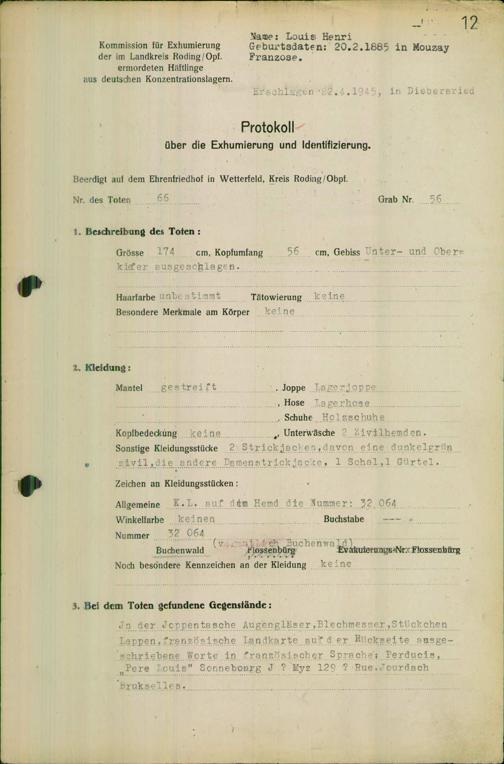 12
Kommission für Exhumierung
der im Landkreis Roding/Opf.
ermordeten Häftlinge
aus deutschen Konzentrationslagern.
Name: Louis Henri
Geburtsdaten: 20.2.1885 in Mouzay
Franzose.
Erschlagen 22.4.1945, in Diebersried
Protokoll
über die Exhumierung und Identifizierung.
Beerdigt auf dem Ehrenfriedhof in Wetterfeld, Kreis Roding/Obpf.
Nr. des Toten 66 Grab Nr. 56
1. Beschreibung des Toten:
Grösse 174 cm, Kopfumfang 56 cm, Gebiss Unter- und Ober=
kiefer ausgeschlagen.
Haarfarbe unbestimmt Tätowierung keine
Besondere Merkmale am Körper keine
2. Kleidung:
Mantel gestreift , Joppe Lagerjoppe
, Hose Lagerhose
, Schuhe Holzschuhe
Kopfbedeckung keine , Unterwäsche 2 Zivilhemden.
Sonstige Kleidungsstücke 2 Strickjacken,davon eine dunkelgrün
zivil,die andere Damenstrickjacke, 1 Schal,1 Gürtel.
Zeichen an Kleidungsstücken:
Allgemeine K.L. auf dem Hemd die Nummer: 32 064
Winkelfarbe keinen Buchstabe ---
Nummer 32 064
(vermutlich Buchenwald)
Buchenwald Flossenbürg Evakuierungs-Nr. Flossenbürg
Noch besondere Kennzeichen an der Kleidung keine
3. Bei dem Toten gefundene Gegenstände:
Jn der Joppentasche Augengläser,Blechmesser,Stückchen
Lappen,französische Landkarte auf der Rückseite ausge-
schriebene Worte in französischer Sprache: Perducis,
„Pere Louis" Sonnebourg J ? Myz 129 ? Rue.Jourdach
Brukselles.